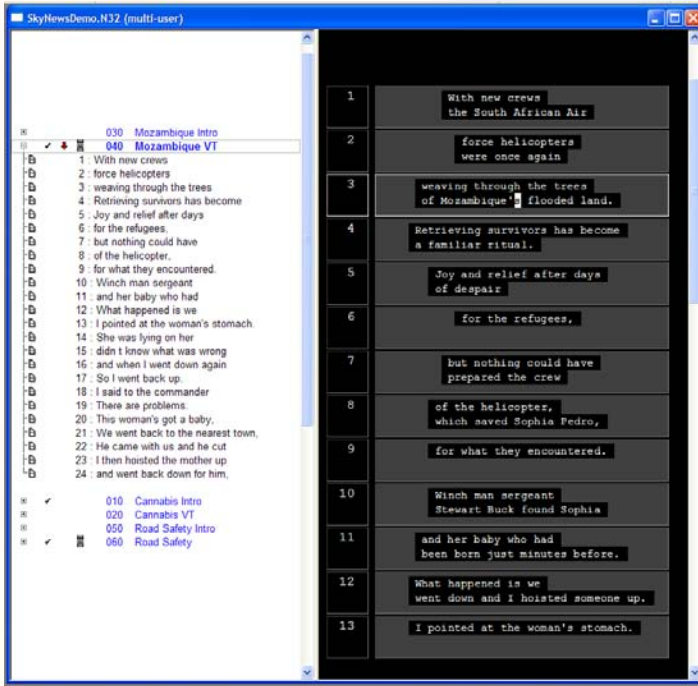 SkyNewsDemo.N32 (multi-user)
030 Mozambique Intro
040 Mozambique VT
1 : With new crews
2 : force helicopters
3 : weaving through the trees
4 : Retrieving survivors has become
5 : Joy and relief after days
6 : for the refugees,
7 : but nothing could have
8 : of the helicopter,
9 : for what they encountered.
10 : Winch man sergeant
11 : and her baby who had
12 : What happened is we
13 : I pointed at the woman's stomach.
14 : She was lying on her
15 : didn t know what was wrong
16 : and when I went down again
17 : So I went back up.
18 : I said to the commander
19 : There are problems.
20 : This woman's got a baby,
21 : We went back to the nearest town,
22 : He came with us and he cut
23 : I then hoisted the mother up
24 : and went back down for him,
010 Cannabis Intro
020 Cannabis VT
050 Road Safety Intro
060 Road Safety
1 With new crews
the South African Air
2 force helicopters
were once again
3 weaving through the trees
of Mozambique's flooded land.
4 Retrieving survivors has become
a familiar ritual.
5 Joy and relief after days
of despair
6 for the refugees,
7 but nothing could have
prepared the crew
8 of the helicopter,
which saved Sophia Pedro,
9 for what they encountered.
10 Winch man sergeant
Stewart Buck found Sophia
11 and her baby who had
been born just minutes before.
12 What happened is we
went down and I hoisted someone up.
13 I pointed at the woman's stomach.